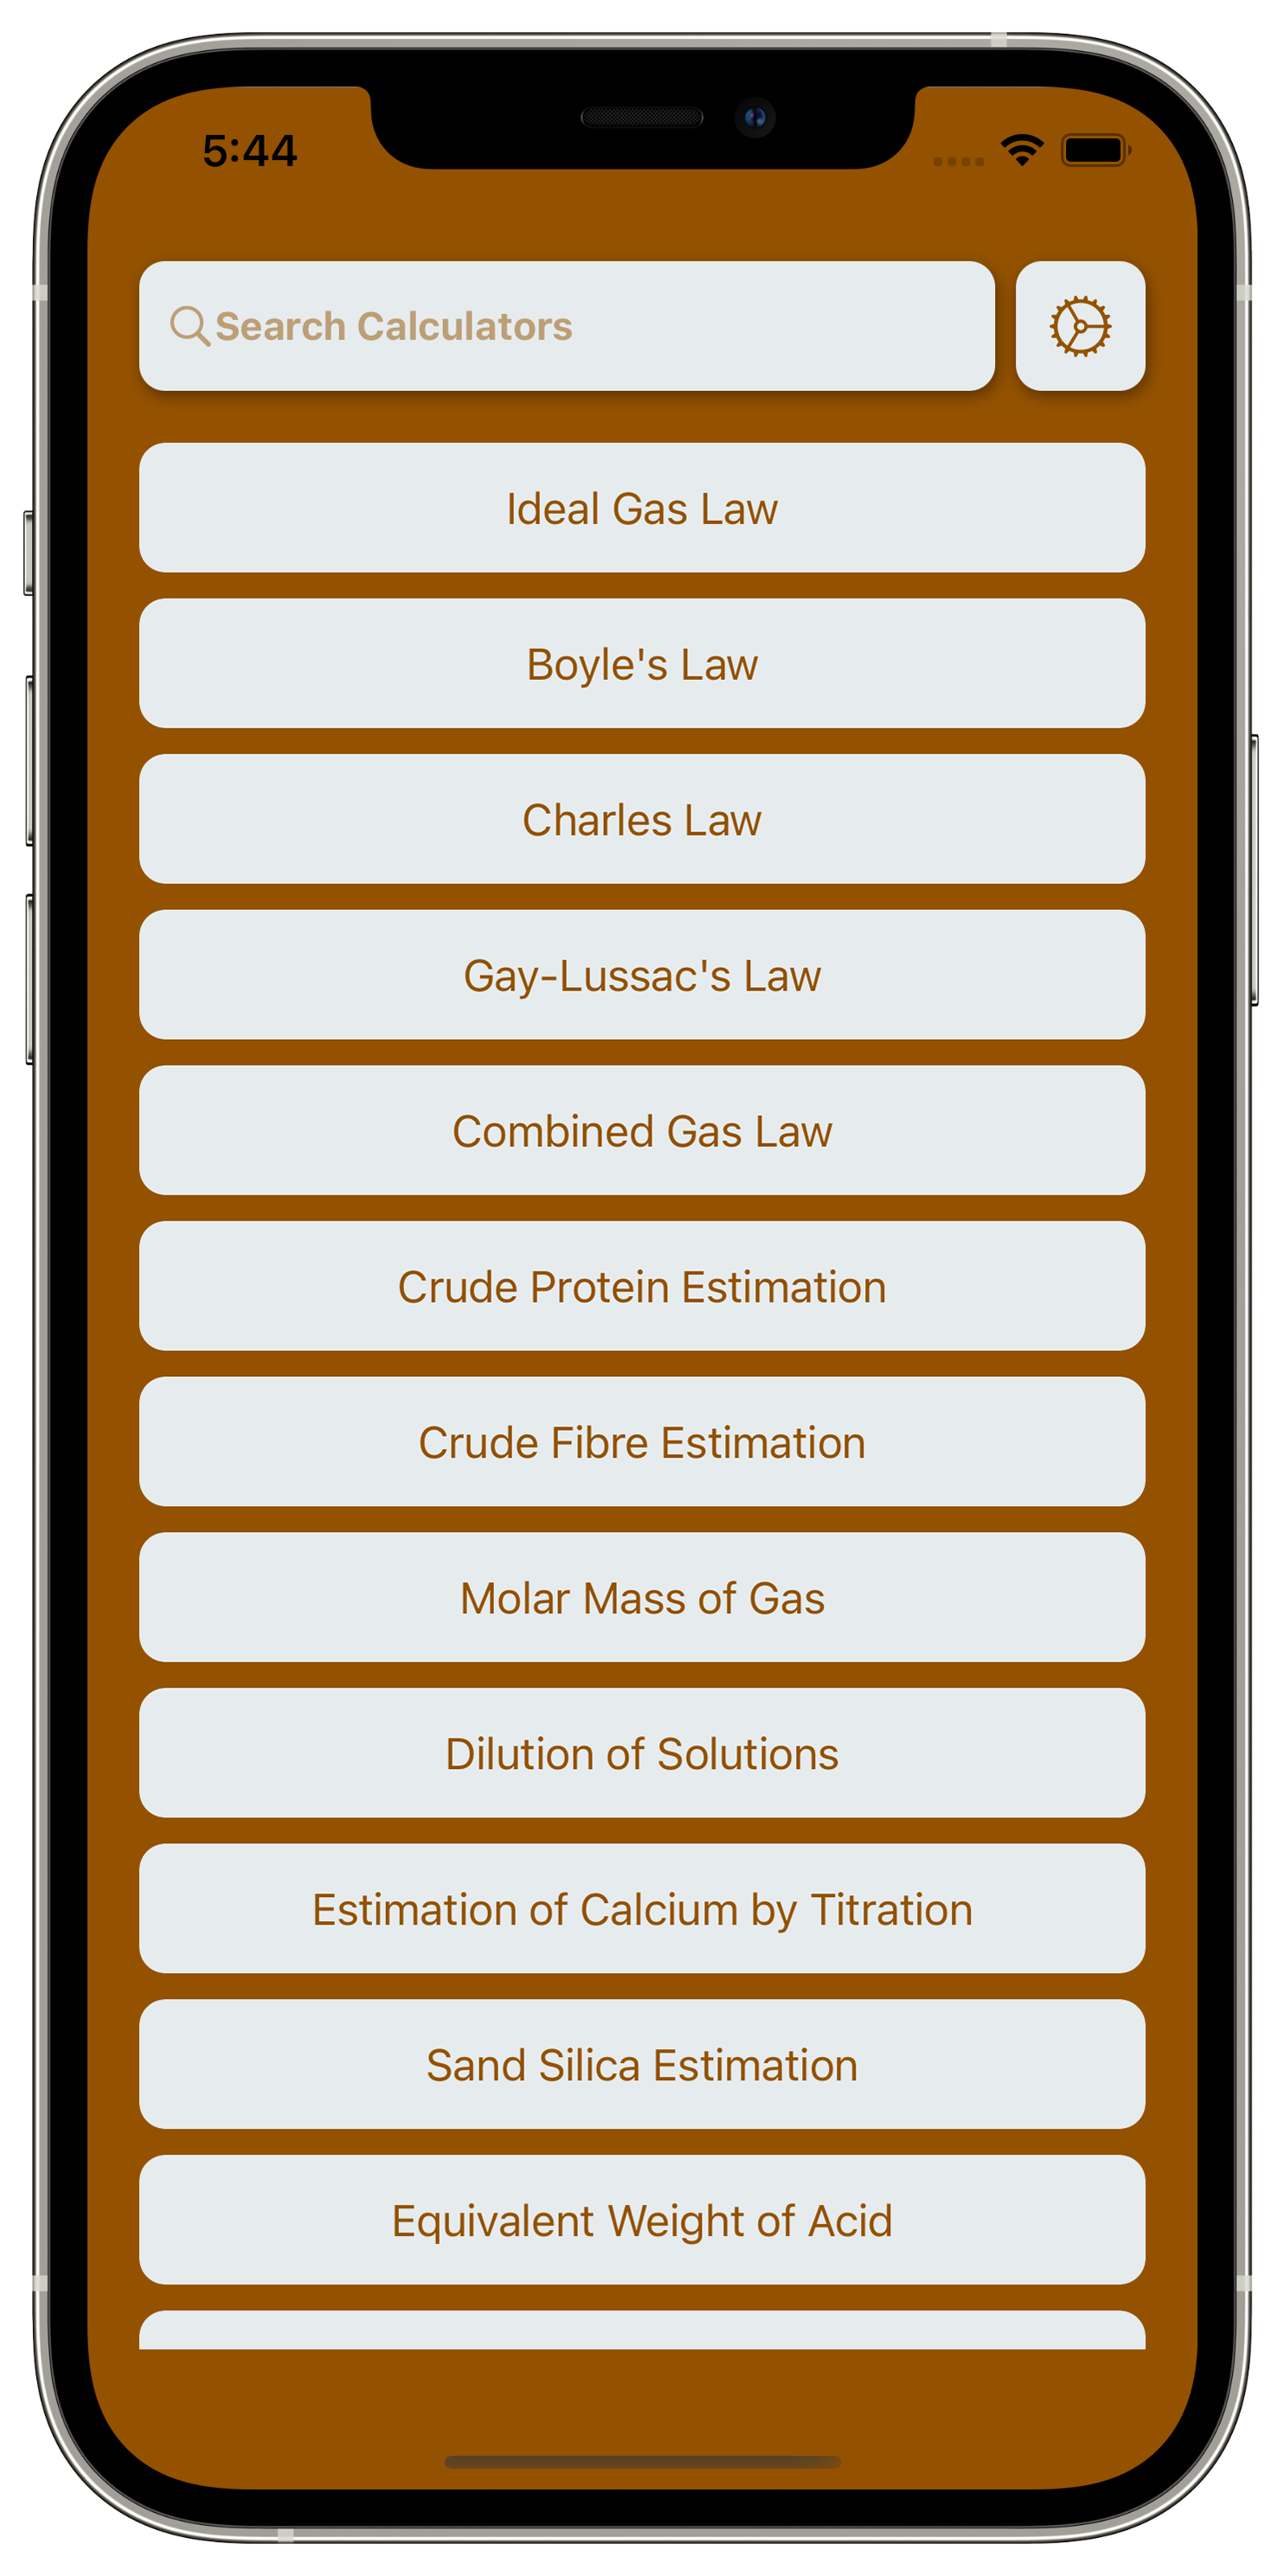 5:44
Search Calculators
Ideal Gas Law
Boyle's Law
Charles Law
Gay-Lussac's Law
Combined Gas Law
Crude Protein Estimation
Crude Fibre Estimation
Molar Mass of Gas
Dilution of Solutions
Estimation of Calcium by Titration
Sand Silica Estimation
Equivalent Weight of Acid